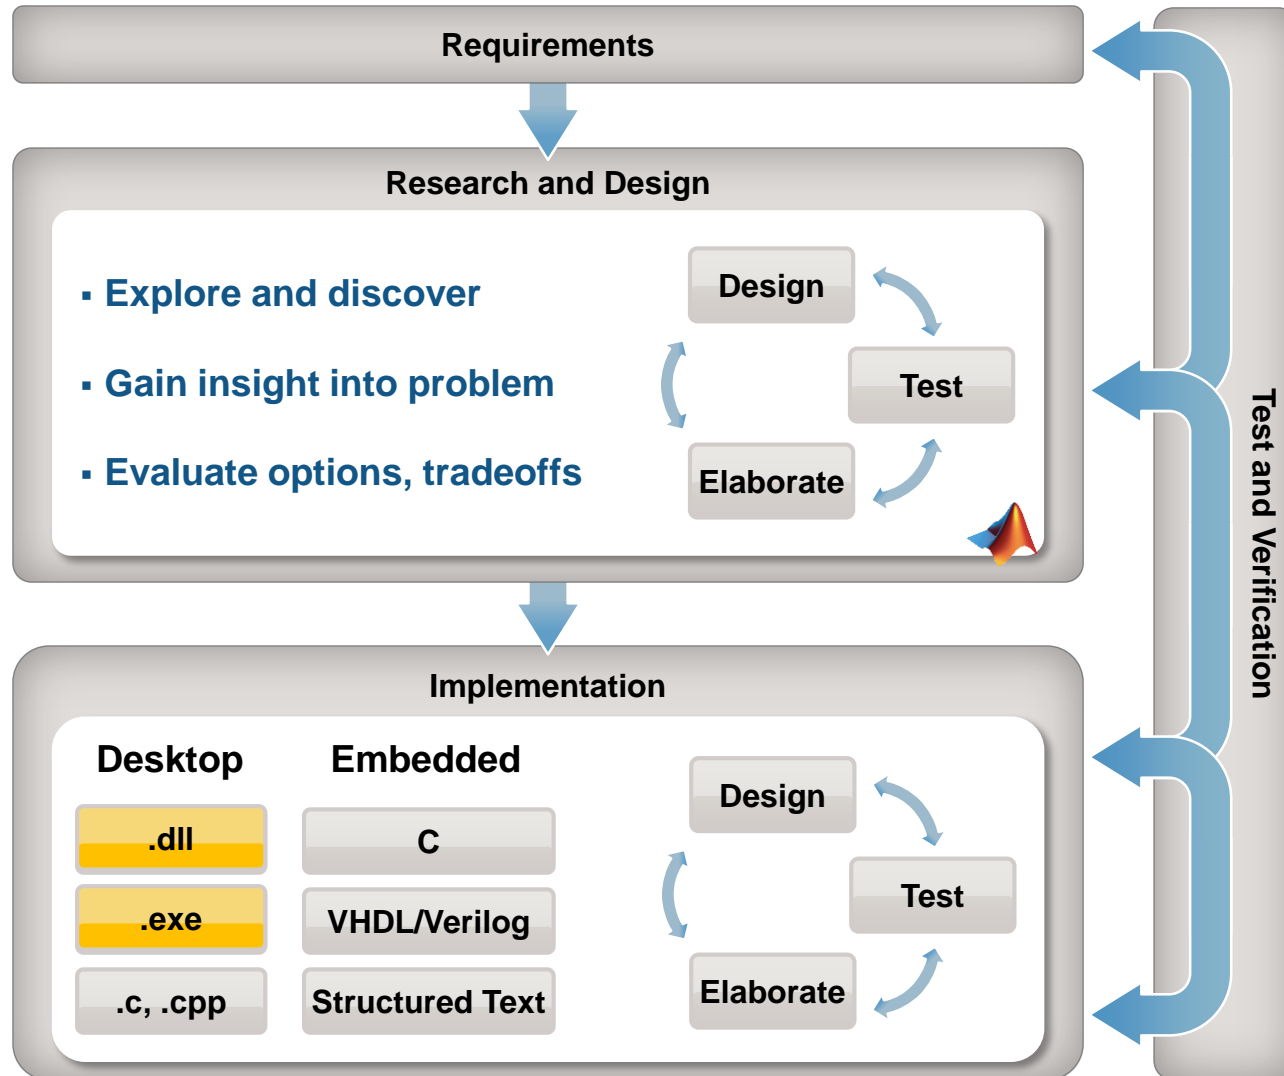 Requirements
Research and Design
▪ Explore and discover
▪ Gain insight into problem
▪ Evaluate options, tradeoffs
Design
Test
Elaborate
Implementation
Desktop
Embedded
.dll
C
.exe
VHDL/Verilog
.c, .cpp
Structured Text
Design
Test
Elaborate
Test and Verification